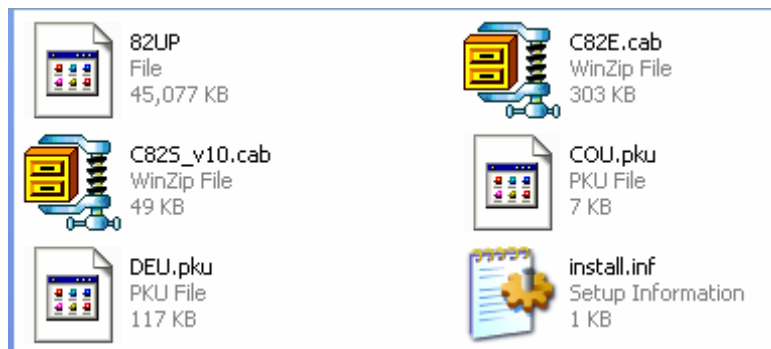 82UP
File
45,077 KB
C82E.cab
WinZip File
303 KB
C82S_v10.cab
WinZip File
49 KB
COU.pku
PKU File
7 KB
DEU.pku
PKU File
117 KB
install.inf
Setup Information
1 KB